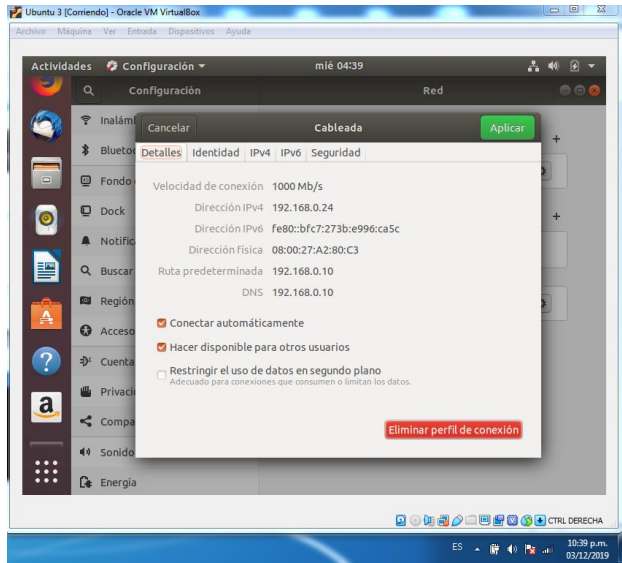 Ubuntu 3 [Corriendo] - Oracle VM VirtualBox
Archivo Máquina Ver Entrada Dispositivos Ayuda
Actividades Configuración mié 04:39
Configuración Red
Inalám
Cancelar Cableada Aplicar
Bluetoo
Detalles Identidad IPv4 IPv6 Seguridad
Fondo
Velocidad de conexión 1000 Mb/s
Dock
Dirección IPv4 192.168.0.24
Dirección IPv6 fe80::bfc7:273b:e996:ca5c
Notific
Dirección física 08:00:27:A2:80:C3
Buscar
Ruta predeterminada 192.168.0.10
DNS 192.168.0.10
Región
Conectar automáticamente
Acceso
Hacer disponible para otros usuarios
Cuenta
Restringir el uso de datos en segundo plano
Adecuado para conexiones que consumen o limitan los datos.
Privaci
Compa
Eliminar perfil de conexión
Sonido
Energía
CTRL DERECHA
ES 10:39 p.m.
03/12/2019